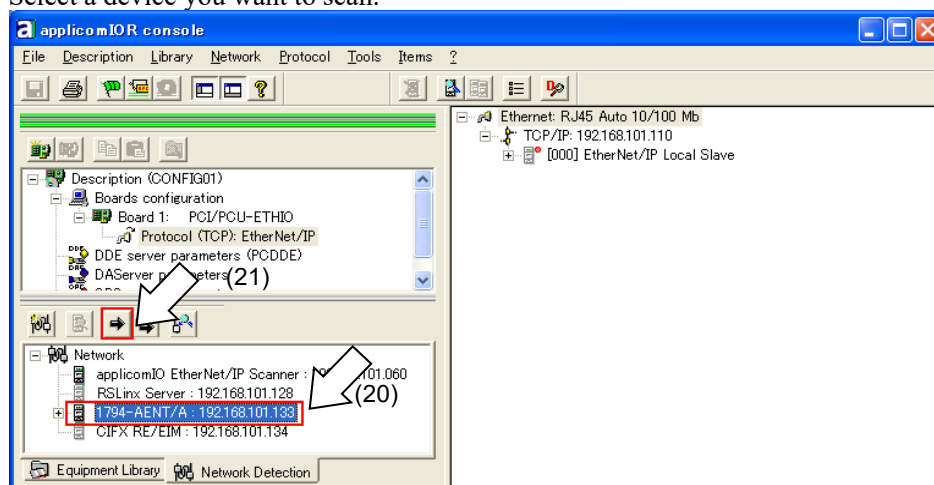 Select a device you want to scan.
applicomIOR console
File Description Library Network Protocol Tools Items ?
Ethernet: RJ45 Auto 10/100 Mb
TCP/IP: 192.168.101.110
[000] EtherNet/IP Local Slave
Description (CONFIG01)
Boards configuration
Board 1: PCI/PCU-ETHIO
Protocol (TCP): EtherNet/IP
DDE server parameters (PCDDE)
DAServer
(21)
Network
applicomIO EtherNet/IP Scanner : 101.060
RSLinx Server : 192.168.101.128
(20)
1794-AENT/A : 192.168.101.133
CIFX RE/EIM : 192.168.101.134
Equipment Library Network Detection